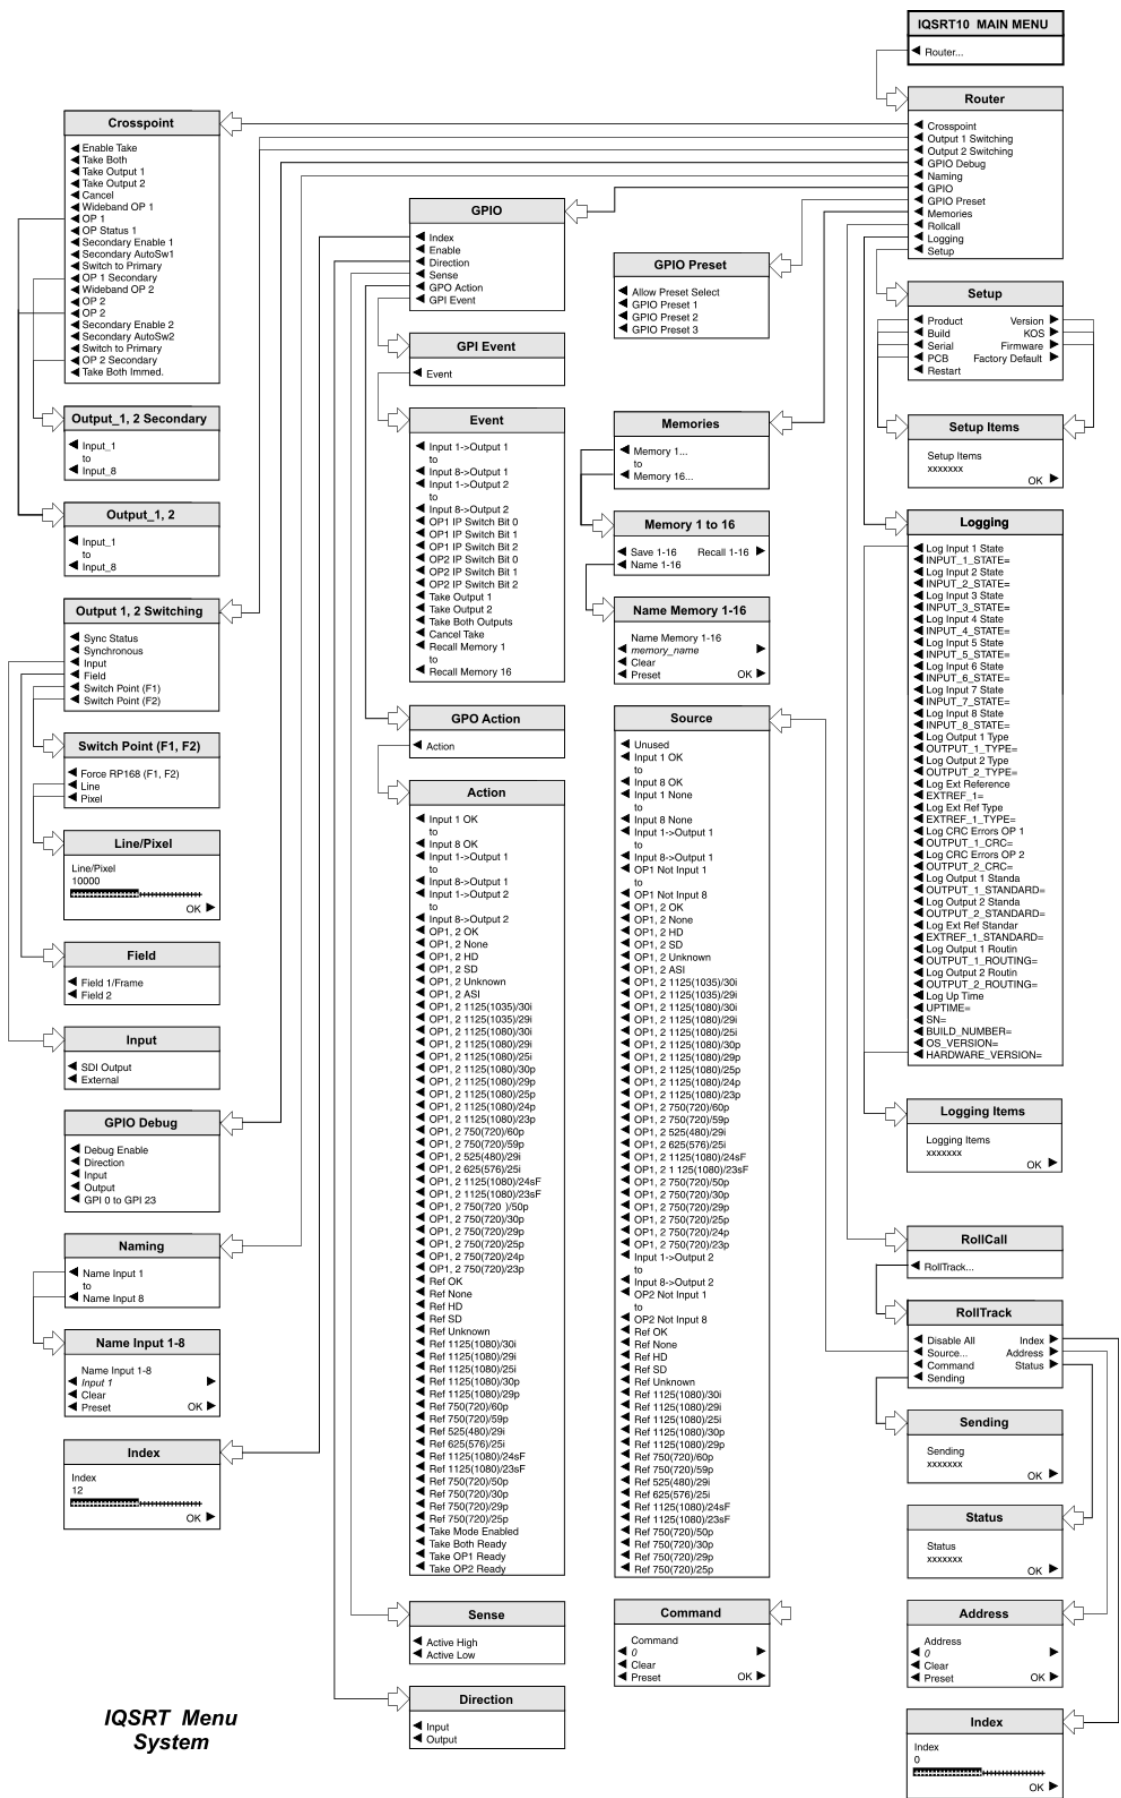 IQSRT10 MAIN MENU
Router...
Router
Crosspoint
Output 1 Switching
Output 2 Switching
GPIO Debug
Naming
GPIO
GPIO Preset
Memories
Rollcall
Logging
Setup
Crosspoint
Enable Take
Take Both
Take Output 1
Take Output 2
Cancel
Wideband OP 1
OP 1
OP Status 1
Secondary Enable 1
Secondary AutoSw1
Switch to Primary
OP 1 Secondary
Wideband OP 2
OP 2
OP 2
Secondary Enable 2
Secondary AutoSw2
Switch to Primary
OP 2 Secondary
Take Both Immed.
Output_1, 2 Secondary
Input_1
to
Input_8
Output_1, 2
Input_1
to
Input_8
Output 1, 2 Switching
Sync Status
Synchronous
Input
Field
Switch Point (F1)
Switch Point (F2)
Switch Point (F1, F2)
Force RP168 (F1, F2)
Line
Pixel
Line/Pixel
Line/Pixel
10000
OK
Field
Field 1/Frame
Field 2
Input
SDI Output
External
GPIO Debug
Debug Enable
Direction
Input
Output
GPI 0 to GPI 23
Naming
Name Input 1
to
Name Input 8
Name Input 1-8
Name Input 1-8
Input 1
Clear
Preset OK
Index
Index
12
OK
IQSRT Menu
System
GPIO
Index
Enable
Direction
Sense
GPO Action
GPI Event
GPI Event
Event
Event
Input 1->Output 1
to
Input 8->Output 1
Input 1->Output 2
to
Input 8->Output 2
OP1 IP Switch Bit 0
OP1 IP Switch Bit 1
OP1 IP Switch Bit 2
OP2 IP Switch Bit 0
OP2 IP Switch Bit 1
OP2 IP Switch Bit 2
Take Output 1
Take Output 2
Take Both Outputs
Cancel Take
Recall Memory 1
to
Recall Memory 16
GPO Action
Action
Action
Input 1 OK
to
Input 8 OK
Input 1->Output 1
to
Input 8->Output 1
Input 1->Output 2
to
Input 8->Output 2
OP1, 2 OK
OP1, 2 None
OP1, 2 HD
OP1, 2 SD
OP1, 2 Unknown
OP1, 2 ASI
OP1, 2 1125(1035)/30i
OP1, 2 1125(1035)/29i
OP1, 2 1125(1080)/30i
OP1, 2 1125(1080)/29i
OP1, 2 1125(1080)/25i
OP1, 2 1125(1080)/30p
OP1, 2 1125(1080)/29p
OP1, 2 1125(1080)/25p
OP1, 2 1125(1080)/24p
OP1, 2 1125(1080)/23p
OP1, 2 750(720)/60p
OP1, 2 750(720)/59p
OP1, 2 525(480)/29i
OP1, 2 625(576)/25i
OP1, 2 1125(1080)/24sF
OP1, 2 1125(1080)/23sF
OP1, 2 750(720 )/50p
OP1, 2 750(720)/30p
OP1, 2 750(720)/29p
OP1, 2 750(720)/25p
OP1, 2 750(720)/24p
OP1, 2 750(720)/23p
Ref OK
Ref None
Ref HD
Ref SD
Ref Unknown
Ref 1125(1080)/30i
Ref 1125(1080)/29i
Ref 1125(1080)/25i
Ref 1125(1080)/30p
Ref 1125(1080)/29p
Ref 750(720)/60p
Ref 750(720)/59p
Ref 525(480)/29i
Ref 625(576)/25i
Ref 1125(1080)/24sF
Ref 1125(1080)/23sF
Ref 750(720)/50p
Ref 750(720)/30p
Ref 750(720)/29p
Ref 750(720)/25p
Take Mode Enabled
Take Both Ready
Take OP1 Ready
Take OP2 Ready
Sense
Active High
Active Low
Direction
Input
Output
GPIO Preset
Allow Preset Select
GPIO Preset 1
GPIO Preset 2
GPIO Preset 3
Memories
Memory 1...
to
Memory 16...
Memory 1 to 16
Save 1-16 Recall 1-16
Name 1-16
Name Memory 1-16
Name Memory 1-16
memory_name
Clear
Preset OK
Source
Unused
Input 1 OK
to
Input 8 OK
Input 1 None
to
Input 8 None
Input 1->Output 1
to
Input 8->Output 1
OP1 Not Input 1
to
OP1 Not Input 8
OP1, 2 OK
OP1, 2 None
OP1, 2 HD
OP1, 2 SD
OP1, 2 Unknown
OP1, 2 ASI
OP1, 2 1125(1035)/30i
OP1, 2 1125(1035)/29i
OP1, 2 1125(1080)/30i
OP1, 2 1125(1080)/29i
OP1, 2 1125(1080)/25i
OP1, 2 1125(1080)/30p
OP1, 2 1125(1080)/29p
OP1, 2 1125(1080)/25p
OP1, 2 1125(1080)/24p
OP1, 2 1125(1080)/23p
OP1, 2 750(720)/60p
OP1, 2 750(720)/59p
OP1, 2 525(480)/29i
OP1, 2 625(576)/25i
OP1, 2 1125(1080)/24sF
OP1, 2 1 125(1080)/23sF
OP1, 2 750(720)/50p
OP1, 2 750(720)/30p
OP1, 2 750(720)/29p
OP1, 2 750(720)/25p
OP1, 2 750(720)/24p
OP1, 2 750(720)/23p
Input 1->Output 2
to
Input 8->Output 2
OP2 Not Input 1
to
OP2 Not Input 8
Ref OK
Ref None
Ref HD
Ref SD
Ref Unknown
Ref 1125(1080)/30i
Ref 1125(1080)/29i
Ref 1125(1080)/25i
Ref 1125(1080)/30p
Ref 1125(1080)/29p
Ref 750(720)/60p
Ref 750(720)/59p
Ref 525(480)/29i
Ref 625(576)/25i
Ref 1125(1080)/24sF
Ref 1125(1080)/23sF
Ref 750(720)/50p
Ref 750(720)/30p
Ref 750(720)/29p
Ref 750(720)/25p
Command
Command
0
Clear
Preset OK
Setup
Product Version
Build KOS
Serial Firmware
PCB Factory Default
Restart
Setup Items
Setup Items
xxxxxxx
OK
Logging
Log Input 1 State
INPUT_1_STATE=
Log Input 2 State
INPUT_2_STATE=
Log Input 3 State
INPUT_3_STATE=
Log Input 4 State
INPUT_4_STATE=
Log Input 5 State
INPUT_5_STATE=
Log Input 6 State
INPUT_6_STATE=
Log Input 7 State
INPUT_7_STATE=
Log Input 8 State
INPUT_8_STATE=
Log Output 1 Type
OUTPUT_1_TYPE=
Log Output 2 Type
OUTPUT_2_TYPE=
Log Ext Reference
EXTREF_1=
Log Ext Ref Type
EXTREF_1_TYPE=
Log CRC Errors OP 1
OUTPUT_1_CRC=
Log CRC Errors OP 2
OUTPUT_2_CRC=
Log Output 1 Standa
OUTPUT_1_STANDARD=
Log Output 2 Standa
OUTPUT_2_STANDARD=
Log Ext Ref Standar
EXTREF_1_STANDARD=
Log Output 1 Routin
OUTPUT_1_ROUTING=
Log Output 2 Routin
OUTPUT_2_ROUTING=
Log Up Time
UPTIME=
SN=
BUILD_NUMBER=
OS_VERSION=
HARDWARE_VERSION=
Logging Items
Logging Items
xxxxxxx
OK
RollCall
RollTrack...
RollTrack
Disable All Index
Source... Address
Command Status
Sending
Sending
Sending
xxxxxxx
OK
Status
Status
xxxxxxx
OK
Address
Address
0
Clear
Preset OK
Index
Index
0
OK